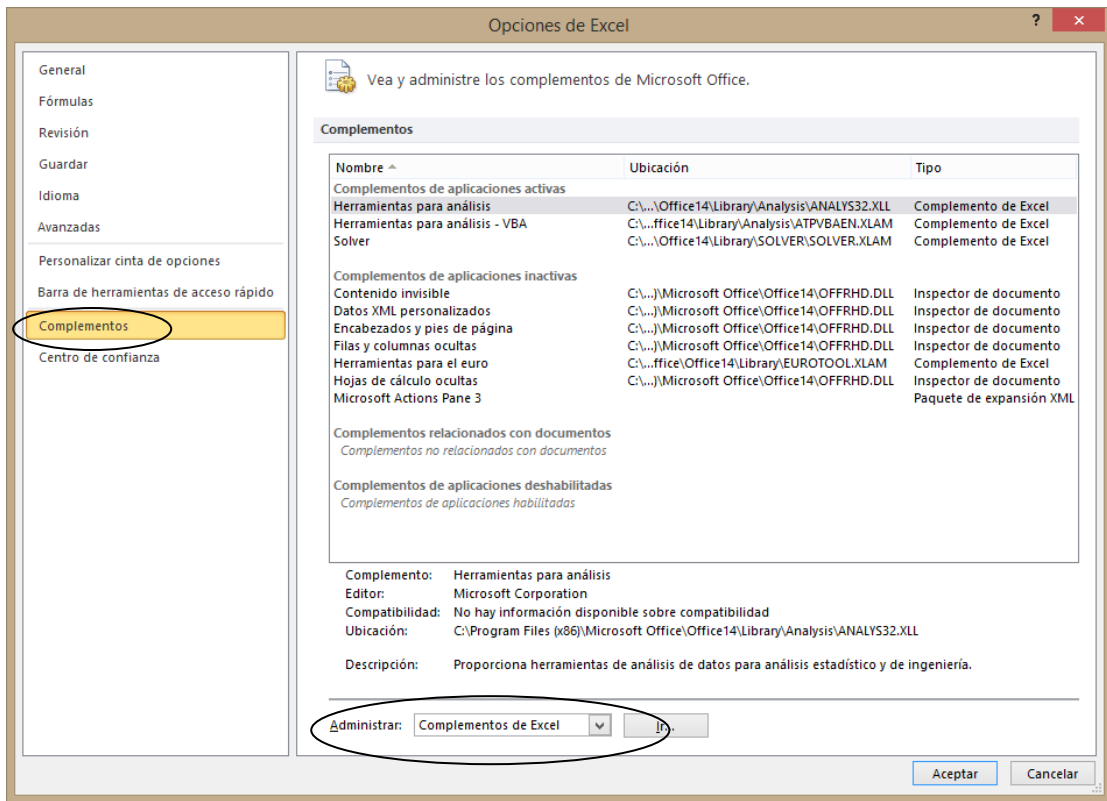 Opciones de Excel
?
General
Fórmulas
Revisión
Guardar
Idioma
Avanzadas
Personalizar cinta de opciones
Barra de herramientas de acceso rápido
Complementos
Centro de confianza
Vea y administre los complementos de Microsoft Office.
Complementos
Nombre Ubicación Tipo
Complementos de aplicaciones activas
Herramientas para análisis C:\...\Office14\Library\Analysis\ANALYS32.XLL Complemento de Excel
Herramientas para análisis - VBA C:\...ffice14\Library\Analysis\ATPVBAEN.XLAM Complemento de Excel
Solver C:\...\Office14\Library\SOLVER\SOLVER.XLAM Complemento de Excel
Complementos de aplicaciones inactivas
Contenido invisible C:\...)\Microsoft Office\Office14\OFFRHD.DLL Inspector de documento
Datos XML personalizados C:\...)\Microsoft Office\Office14\OFFRHD.DLL Inspector de documento
Encabezados y pies de página C:\...)\Microsoft Office\Office14\OFFRHD.DLL Inspector de documento
Filas y columnas ocultas C:\...)\Microsoft Office\Office14\OFFRHD.DLL Inspector de documento
Herramientas para el euro C:\...ffice\Office14\Library\EUROTOOL.XLAM Complemento de Excel
Hojas de cálculo ocultas C:\...)\Microsoft Office\Office14\OFFRHD.DLL Inspector de documento
Microsoft Actions Pane 3 Paquete de expansión XML
Complementos relacionados con documentos
Complementos no relacionados con documentos
Complementos de aplicaciones deshabilitadas
Complementos de aplicaciones habilitadas
Complemento: Herramientas para análisis
Editor: Microsoft Corporation
Compatibilidad: No hay información disponible sobre compatibilidad
Ubicación: C:\Program Files (x86)\Microsoft Office\Office14\Library\Analysis\ANALYS32.XLL
Descripción: Proporciona herramientas de análisis de datos para análisis estadístico y de ingeniería.
Administrar: Complementos de Excel Ir...
Aceptar Cancelar